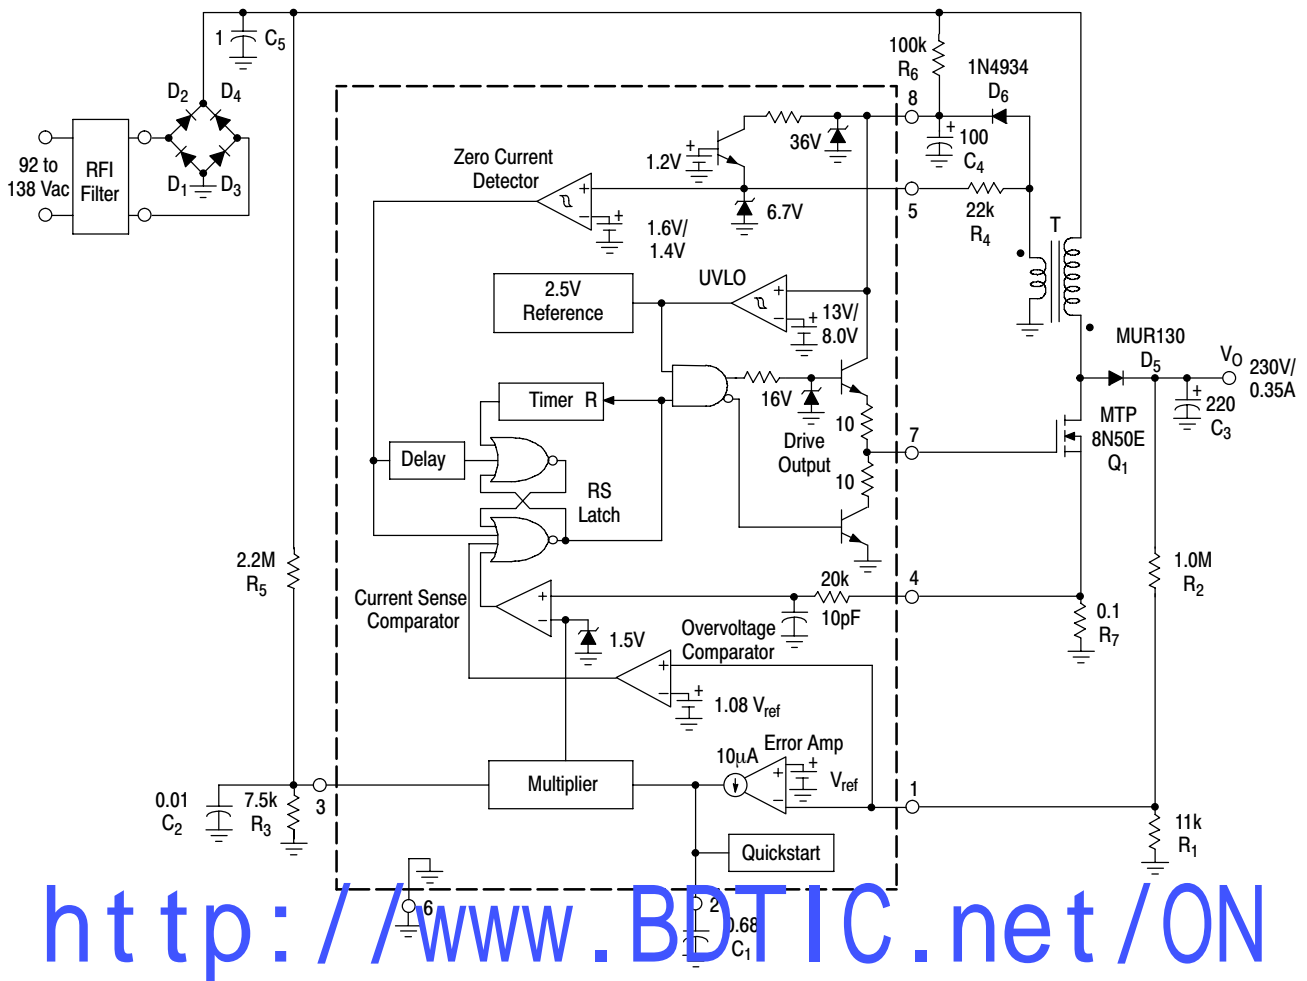 1
C5
D2
D4
92 to
138 Vac
RFI
Filter
D1
D3
100k
R6
1N4934
D6
8
100
C4
36V
1.2V
Zero Current
Detector
6.7V
1.6V/
1.4V
5
22k
R4
T
2.5V
Reference
UVLO
13V/
8.0V
MUR130
D5
VO
230V/
0.35A
Timer R
16V
10
Drive
Output
10
7
MTP
8N50E
Q1
220
C3
Delay
RS
Latch
2.2M
R5
20k
10pF
4
1.0M
R2
0.1
R7
Current Sense
Comparator
1.5V
Overvoltage
Comparator
1.08 Vref
Error Amp
10μA
Vref
Multiplier
1
0.01
C2
7.5k
R3
3
11k
R1
Quickstart
6
2
0.68
C1
+
+
+
+
+
+
+
+
+
+
+
+
+
−
−
−
−
−
http://www.BDTIC.net/ON